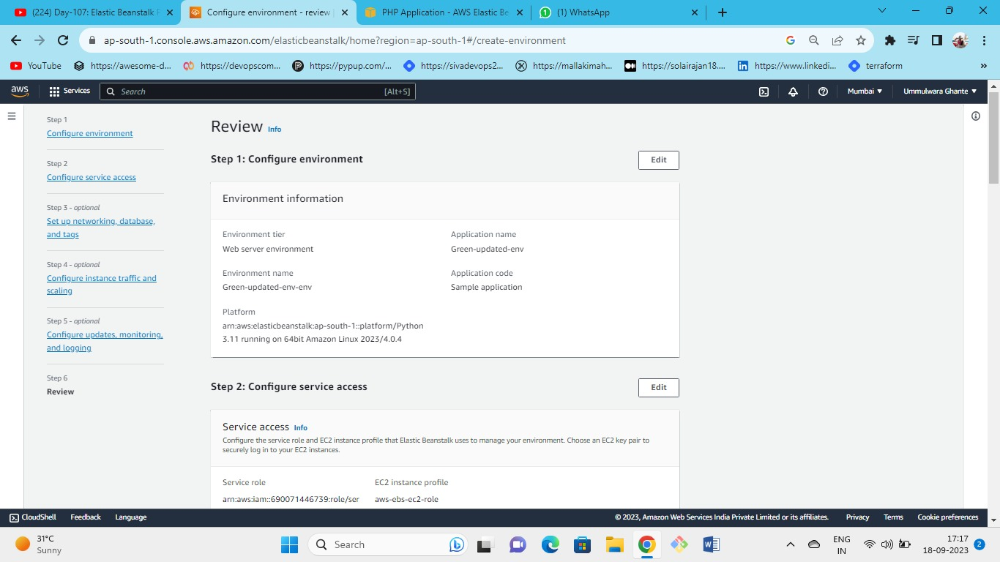 (224) Day-107: Elastic Beanstalk F
Configure environment - review |
PHP Application - AWS Elastic Be
(1) WhatsApp
ap-south-1.console.aws.amazon.com/elasticbeanstalk/home?region=ap-south-1#/create-environment
YouTube
https://awesome-d...
https://devopscom...
https://pypup.com/...
https://sivadevops2...
https://mallakimah...
https://solairajan18....
https://www.linkedi...
terraform
»
aws
Services
Search
[Alt+S]
Mumbai
Ummulwara Ghante
Step 1
Configure environment
Step 2
Configure service access
Step 3 - optional
Set up networking, database,
and tags
Step 4 - optional
Configure instance traffic and
scaling
Step 5 - optional
Configure updates, monitoring,
and logging
Step 6
Review
Review Info
Step 1: Configure environment
Edit
Environment information
Environment tier
Web server environment
Application name
Green-updated-env
Environment name
Green-updated-env-env
Application code
Sample application
Platform
arn:aws:elasticbeanstalk:ap-south-1::platform/Python
3.11 running on 64bit Amazon Linux 2023/4.0.4
Step 2: Configure service access
Edit
Service access Info
Configure the service role and EC2 instance profile that Elastic Beanstalk uses to manage your environment. Choose an EC2 key pair to
securely log in to your EC2 instances.
Service role
arn:aws:iam::690071446739:role/ser
EC2 instance profile
aws-ebs-ec2-role
CloudShell
Feedback
Language
© 2023, Amazon Web Services India Private Limited or its affiliates.
Privacy
Terms
Cookie preferences
31°C
Sunny
Search
ENG
IN
17:17
18-09-2023
2